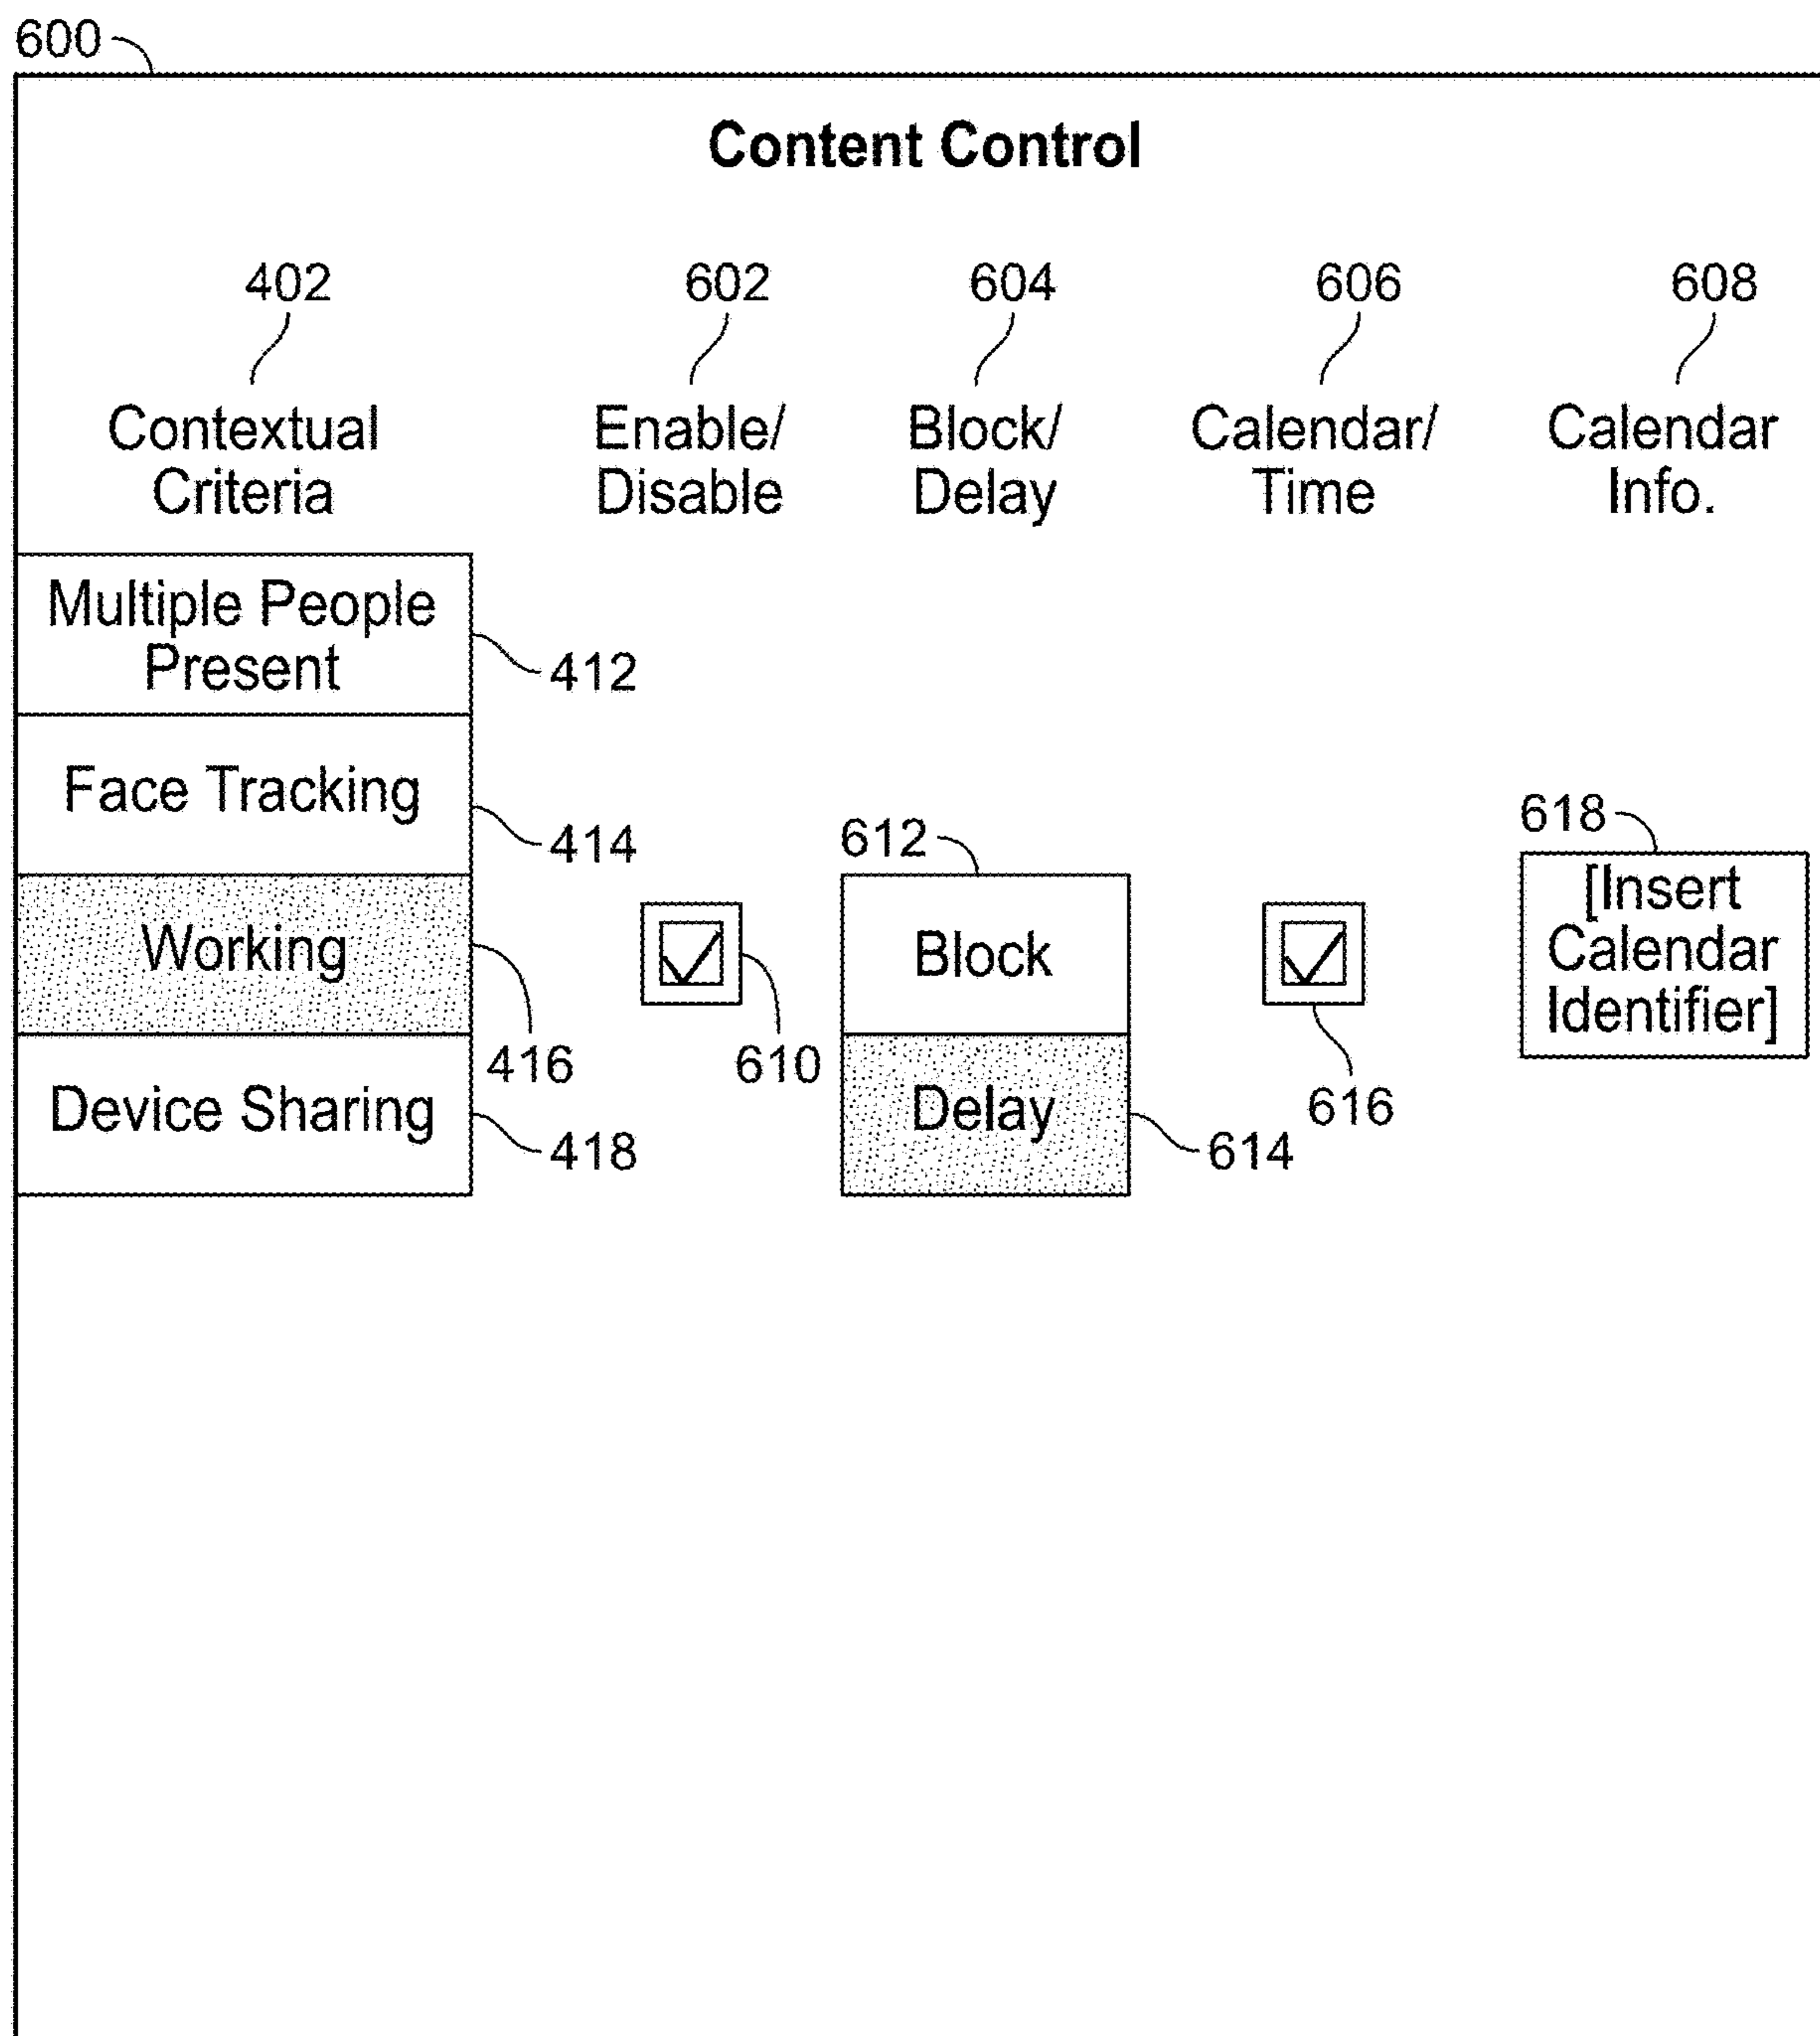 600
Content Control
402
602
604
606
608
Contextual
Criteria
Enable/
Disable
Block/
Delay
Calendar/
Time
Calendar
Info.
Multiple People
Present
412
Face Tracking
414
Working
416
Device Sharing
418
610
612
Block
Delay
614
616
618
[Insert
Calendar
Identifier]